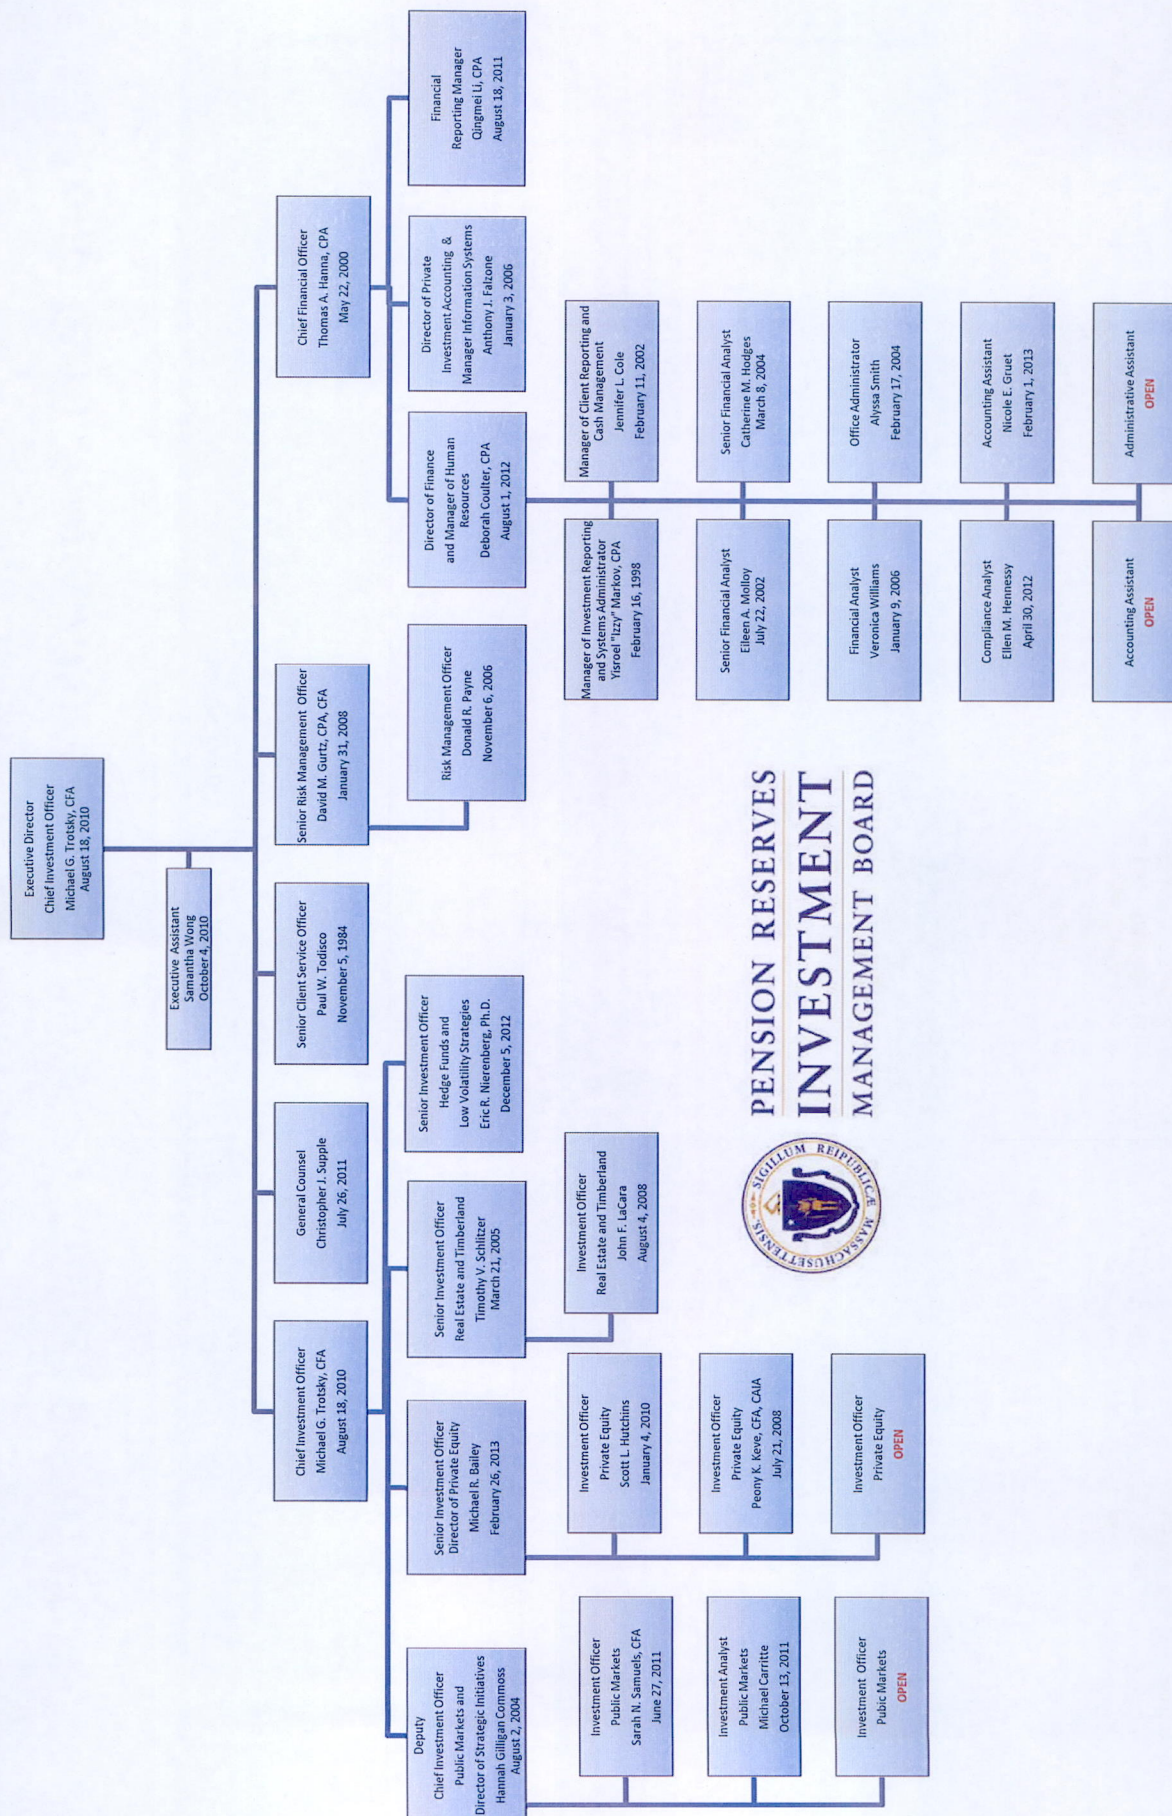 Executive Director
Chief Investment Officer
Michael G. Trotsky, CFA
August 18, 2010
Executive Assistant
Samantha Wong
October 4, 2010
Chief Investment Officer
Michael G. Trotsky, CFA
August 18, 2010
General Counsel
Christopher J. Supple
July 26, 2011
Senior Client Service Officer
Paul W. Todisco
November 5, 1984
Senior Risk Management Officer
David M. Gurtz, CPA, CFA
January 31, 2008
Chief Financial Officer
Thomas A. Hanna, CPA
May 22, 2000
Deputy
Chief Investment Officer
Public Markets and
Director of Strategic Initiatives
Hannah Gilligan Commoss
August 2, 2004
Senior Investment Officer
Director of Private Equity
Michael R. Bailey
February 26, 2013
Senior Investment Officer
Real Estate and Timberland
Timothy V. Schlitzer
March 21, 2005
Senior Investment Officer
Hedge Funds and
Low Volatility Strategies
Eric R. Nierenberg, Ph.D.
December 5, 2012
Risk Management Officer
Donald R. Payne
November 6, 2006
Director of Finance
and Manager of Human
Resources
Deborah Coulter, CPA
August 1, 2012
Director of Private
Investment Accounting &
Manager Information Systems
Anthony J. Falzone
January 3, 2006
Financial
Reporting Manager
Qingmei Li, CPA
August 18, 2011
Investment Officer
Public Markets
Sarah N. Samuels, CFA
June 27, 2011
Investment Analyst
Public Markets
Michael Carritte
October 13, 2011
Investment Officer
Pubic Markets
OPEN
Investment Officer
Private Equity
Scott L. Hutchins
January 4, 2010
Investment Officer
Private Equity
Peony K. Keve, CFA, CAIA
July 21, 2008
Investment Officer
Private Equity
OPEN
Investment Officer
Real Estate and Timberland
John F. LaCara
August 4, 2008
Manager of Investment Reporting
and Systems Administrator
Yisroel "Izzy" Markov, CPA
February 16, 1998
Manager of Client Reporting and
Cash Management
Jennifer L. Cole
February 11, 2002
Senior Financial Analyst
Eileen A. Molloy
July 22, 2002
Senior Financial Analyst
Catherine M. Hodges
March 8, 2004
Financial Analyst
Veronica Williams
January 9, 2006
Office Administrator
Alyssa Smith
February 17, 2004
Compliance Analyst
Ellen M. Hennessy
April 30, 2012
Accounting Assistant
Nicole E. Gruet
February 1, 2013
Accounting Assistant
OPEN
Administrative Assistant
OPEN
SIGILLUM REIPUBLICÆ MASSACHUSETTENSIS
PENSION RESERVES
INVESTMENT
MANAGEMENT BOARD